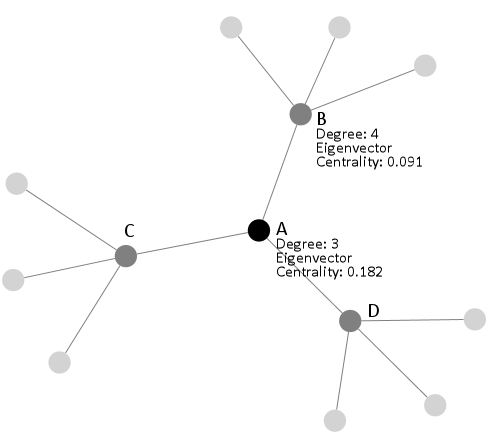 B
Degree: 4
Eigenvector
Centrality: 0.091
A
Degree: 3
Eigenvector
Centrality: 0.182
C
D